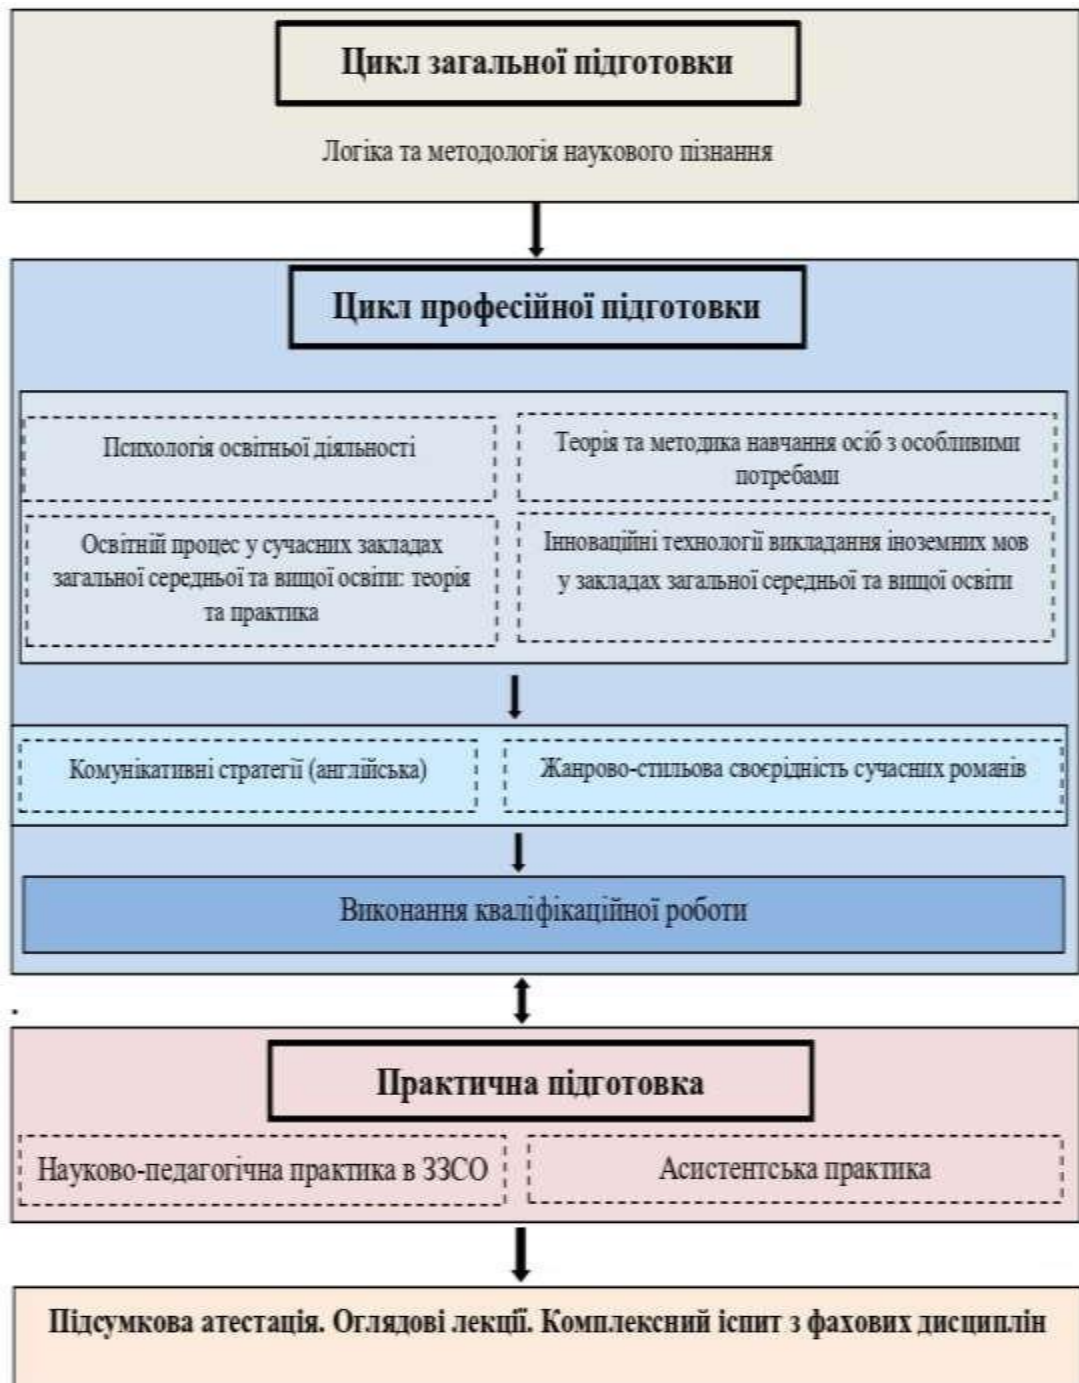 Цикл загальної підготовки
Логіка та методологія наукового пізнання
Цикл професійної підготовки
Психологія освітньої діяльності
Теорія та методика навчання осіб з особливими
потребами
Освітній процес у сучасних закладах
загальної середньої та вищої освіти: теорія
та практика
Інноваційні технології викладання іноземних мов
у закладах загальної середньої та вищої освіти
Комунікативні стратегії (англійська)
Жанрово-стильова своєрідність сучасних романів
Виконання кваліфікаційної роботи
.
Практична підготовка
Науково-педагогічна практика в ЗЗСО
Асистентська практика
Підсумкова атестація. Оглядові лекції. Комплексний іспит з фахових дисциплін